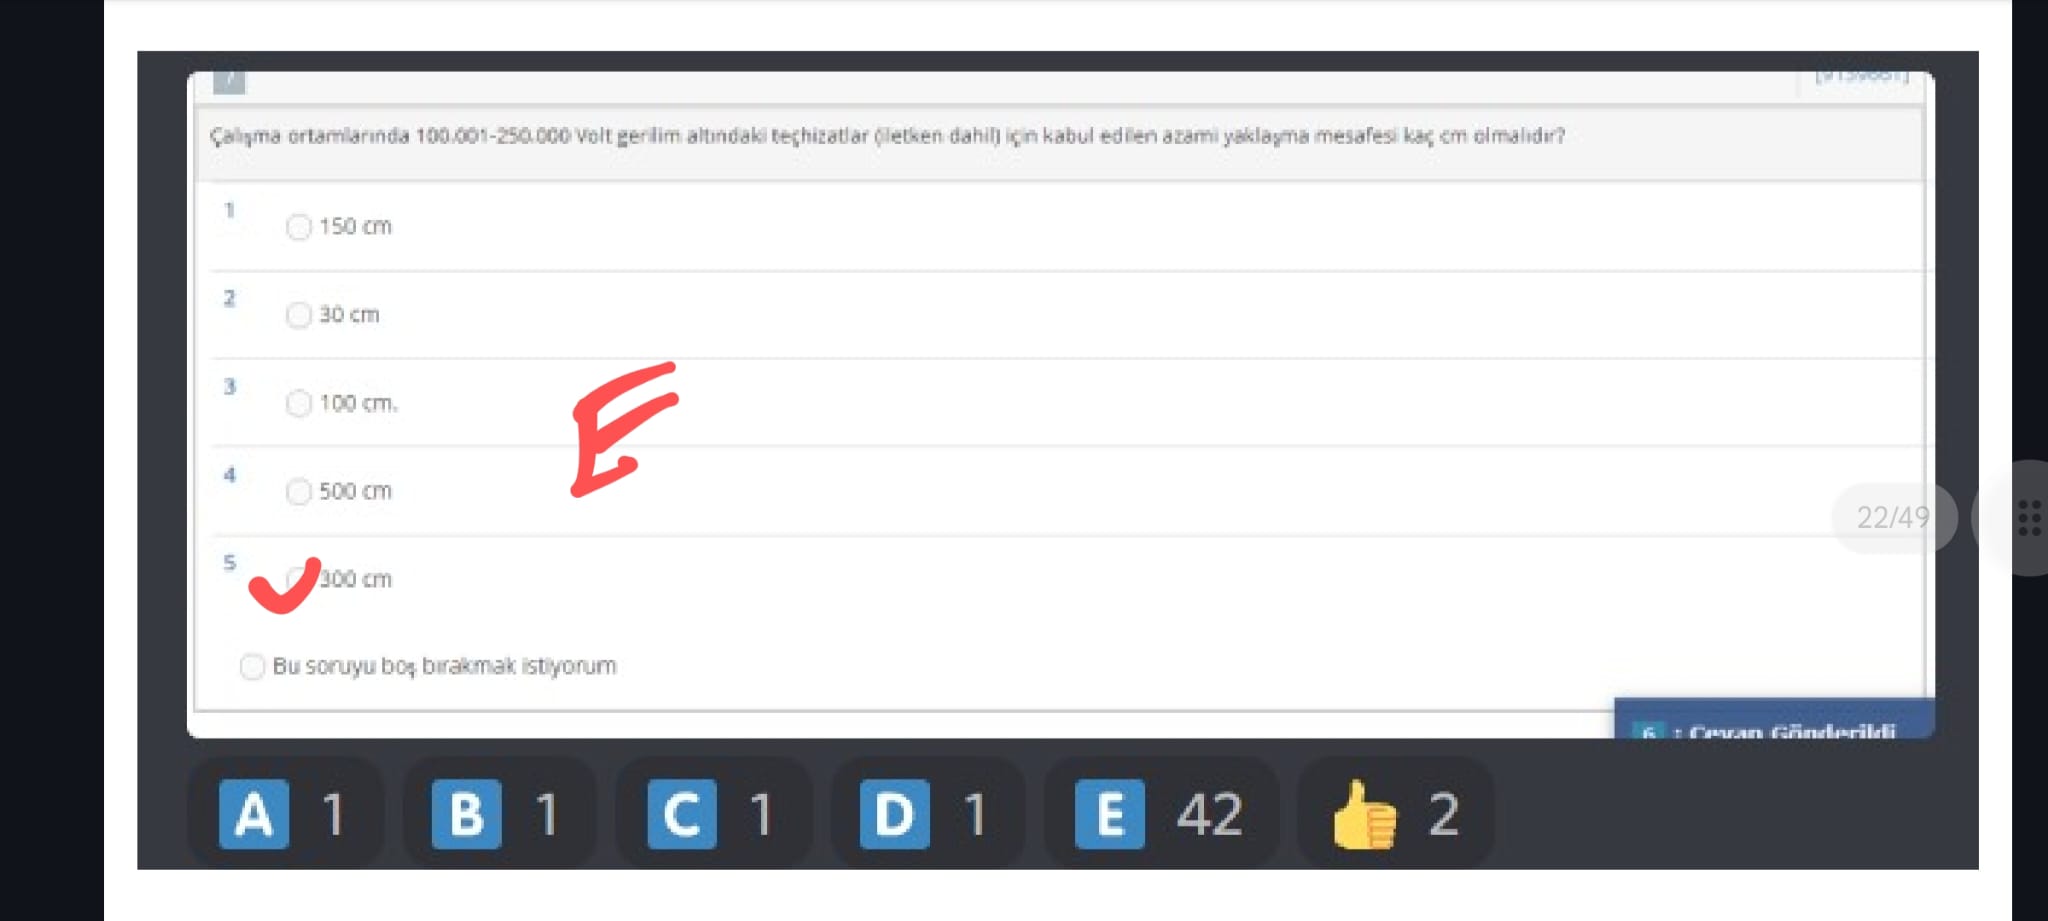 7
[9139661]
Çalışma ortamlarında 100.001-250.000 Volt gerilim altındaki teçhizatlar (iletken dahil) için kabul edilen azami yaklaşma mesafesi kaç cm olmalıdır?
1
150 cm
2
30 cm
3
100 cm.
E
4
500 cm
22/49
5
300 cm
Bu soruyu boş bırakmak istiyorum
6 : Cevap Gönderildi
A 1 B 1 C 1 D 1 E 42 2